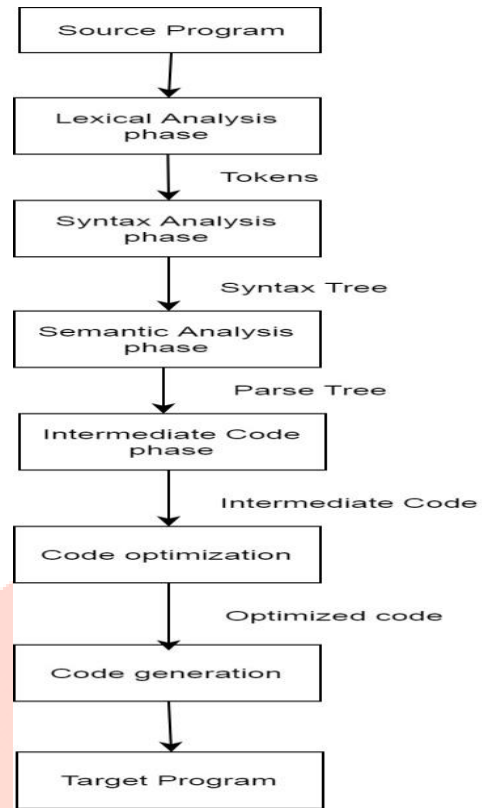 Source Program
Lexical Analysis
phase
Tokens
Syntax Analysis
phase
Syntax Tree
Semantic Analysis
phase
Parse Tree
Intermediate Code
phase
Intermediate Code
Code optimization
Optimized code
Code generation
Target Program